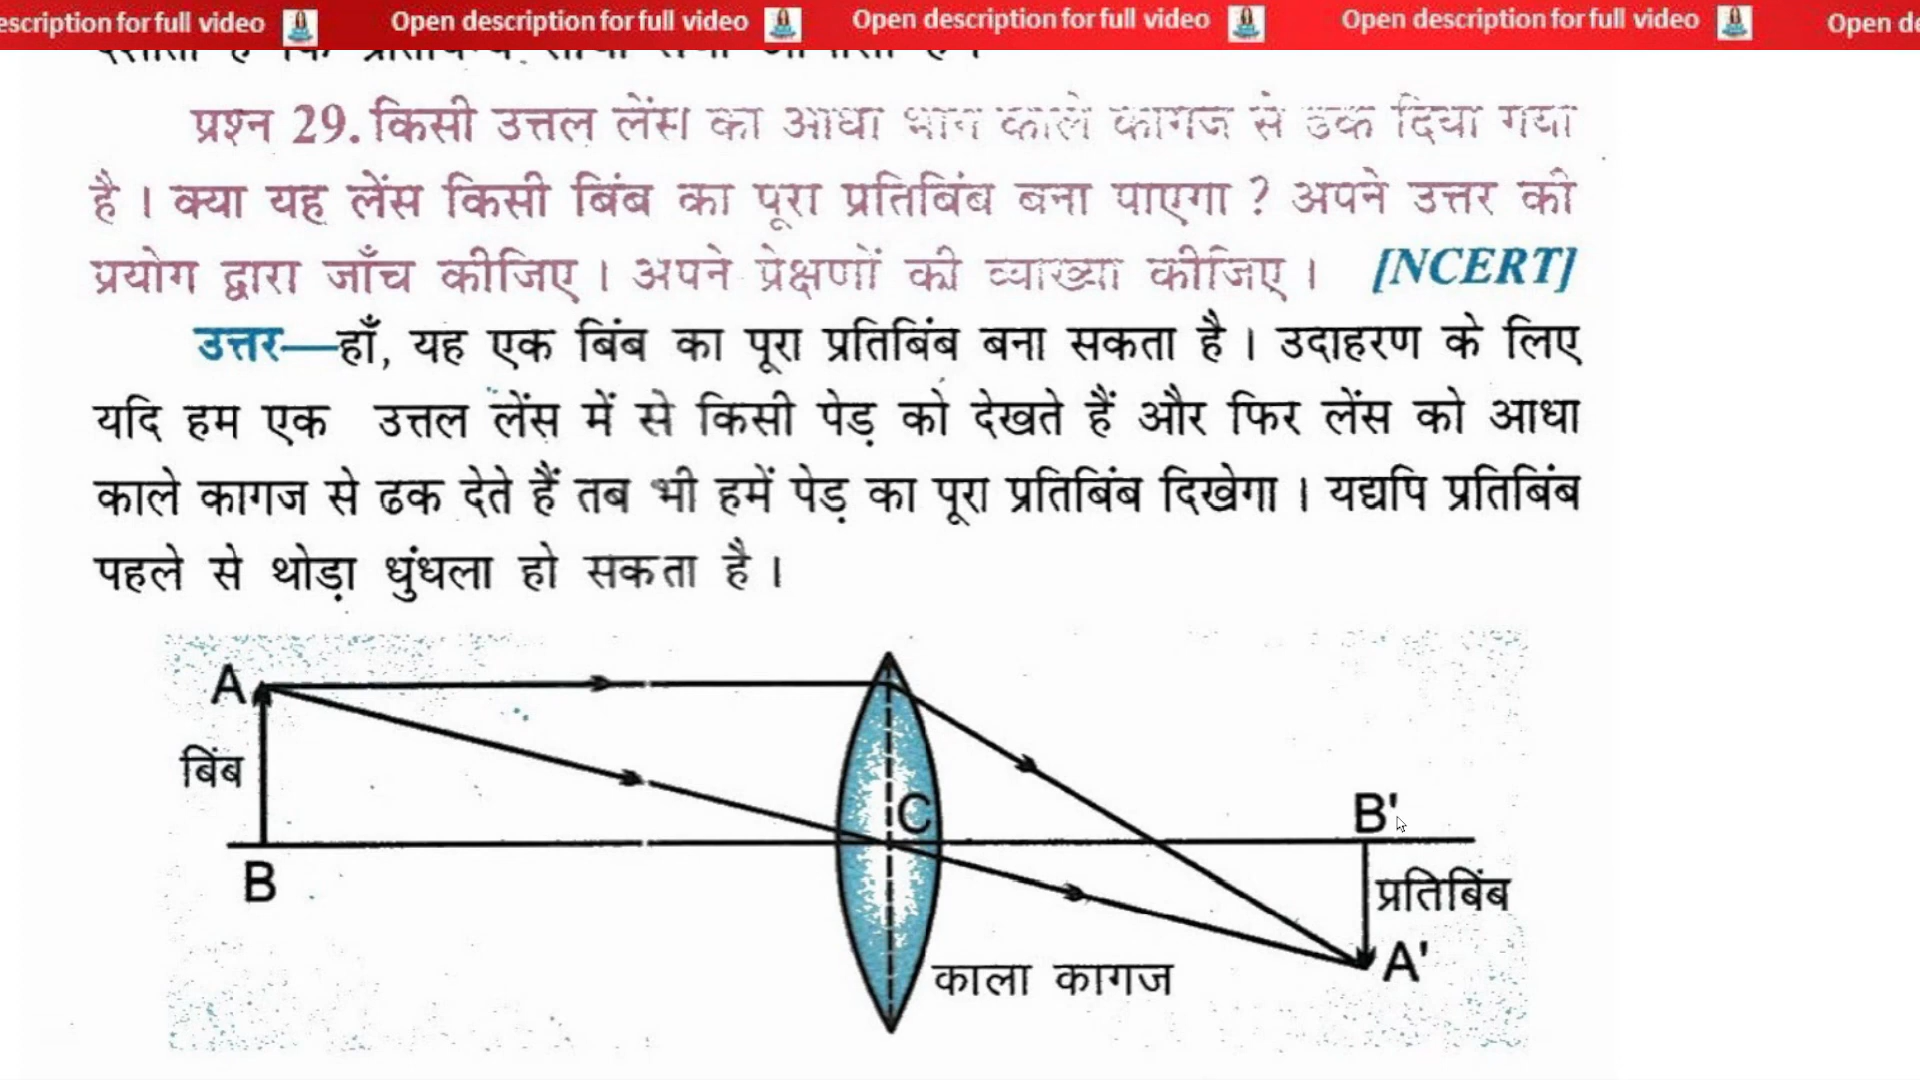 escription for full video Open description for full video Open description for full video Open description for full video Open de
प्रश्न 29. किसी उत्तल लेंस का आधा भाग काले कागज से ढक दिया गया
है । क्या यह लेंस किसी बिंब का पूरा प्रतिबिंब बना पाएगा ? अपने उत्तर की
प्रयोग द्वारा जाँच कीजिए । अपने प्रेक्षणों की व्याख्या कीजिए । [NCERT]
उत्तर—हाँ, यह एक बिंब का पूरा प्रतिबिंब बना सकता है । उदाहरण के लिए
यदि हम एक उत्तल लेंस में से किसी पेड़ को देखते हैं और फिर लेंस को आधा
काले कागज से ढक देते हैं तब भी हमें पेड़ का पूरा प्रतिबिंब दिखेगा । यद्यपि प्रतिबिंब
पहले से थोड़ा धुंधला हो सकता है ।
A
बिंब
C
B'
B
प्रतिबिंब
A'
काला कागज